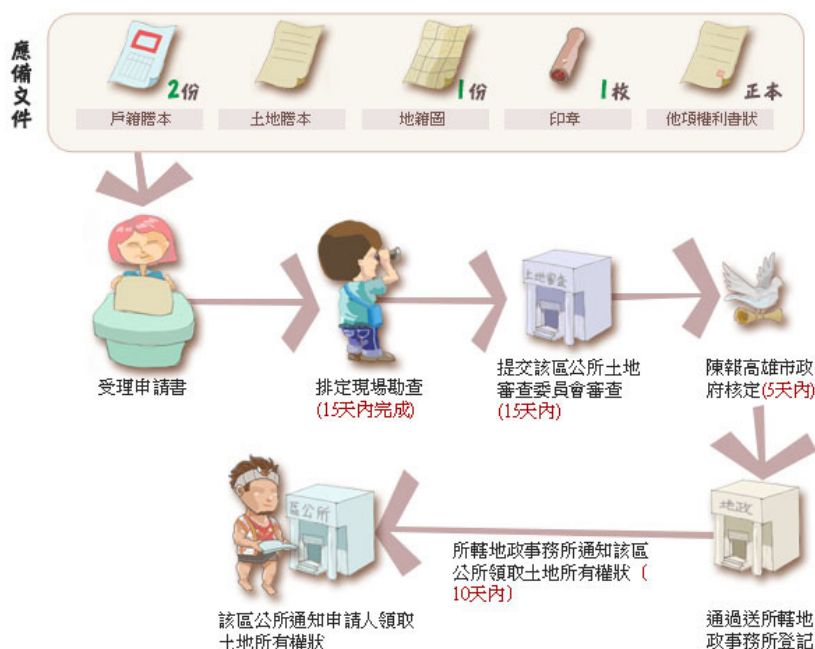 應備文件
2份
1份
1枚
正本
戶籍謄本
土地謄本
地籍圖
印章
他項權利書狀
受理申請書
排定現場勘查
(15天內完成)
土地審查
提交該區公所土地
審查委員會審查
(15天內)
陳報高雄市政
府核定(5天內)
區公所
該區公所通知申請人領取
土地所有權狀
所轄地政事務所通知該區
公所領取土地所有權狀〔
10天內〕
地政
通過送所轄地
政事務所登記